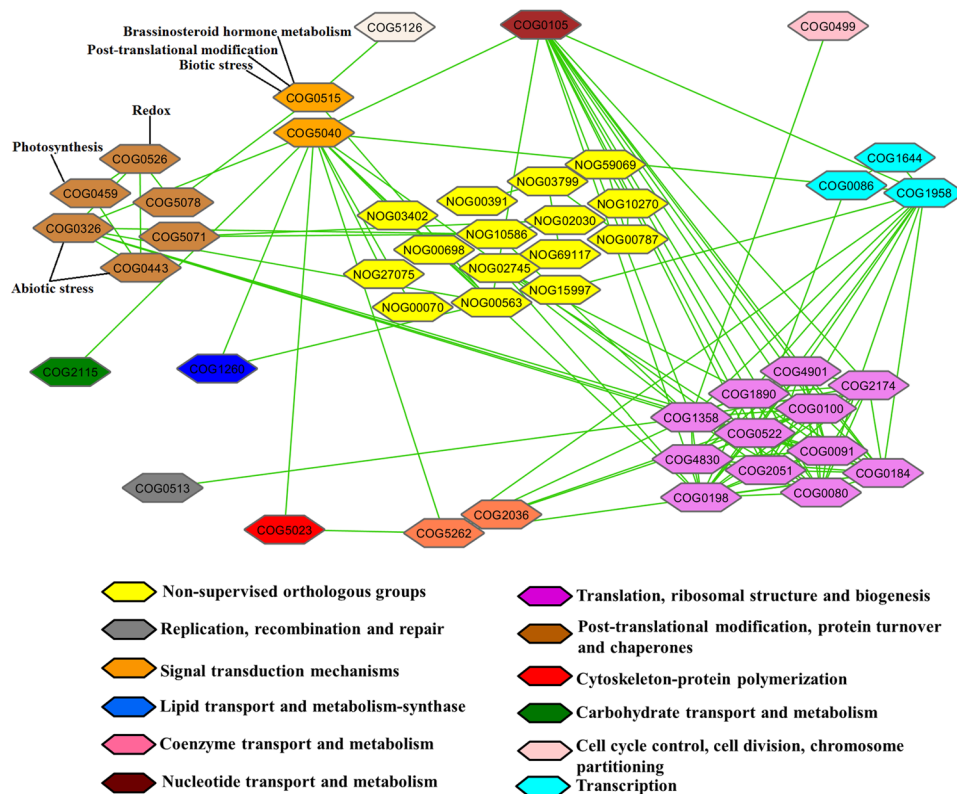 COG5126
COG0105
COG0499
Brassinosteroid hormone metabolism
Post-translational modification
Biotic stress
COG0515
COG5040
Redox
Photosynthesis
COG0526
COG0459
COG5078
COG0326
COG5071
COG0443
Abiotic stress
NOG59069
NOG03799
NOG00391
NOG10270
NOG03402
NOG02030
NOG10586
NOG00787
NOG00698
NOG69117
NOG02745
NOG27075
NOG15997
NOG00563
NOG00070
COG1644
COG0086
COG1958
COG2115
COG1260
COG4901
COG2174
COG1890
COG0100
COG1358
COG0522
COG0091
COG4830
COG2051
COG0184
COG0198
COG0080
COG0513
COG2036
COG5023
COG5262
Non-supervised orthologous groups
Replication, recombination and repair
Signal transduction mechanisms
Lipid transport and metabolism-synthase
Coenzyme transport and metabolism
Nucleotide transport and metabolism
Translation, ribosomal structure and biogenesis
Post-translational modification, protein turnover
and chaperones
Cytoskeleton-protein polymerization
Carbohydrate transport and metabolism
Cell cycle control, cell division, chromosome
partitioning
Transcription